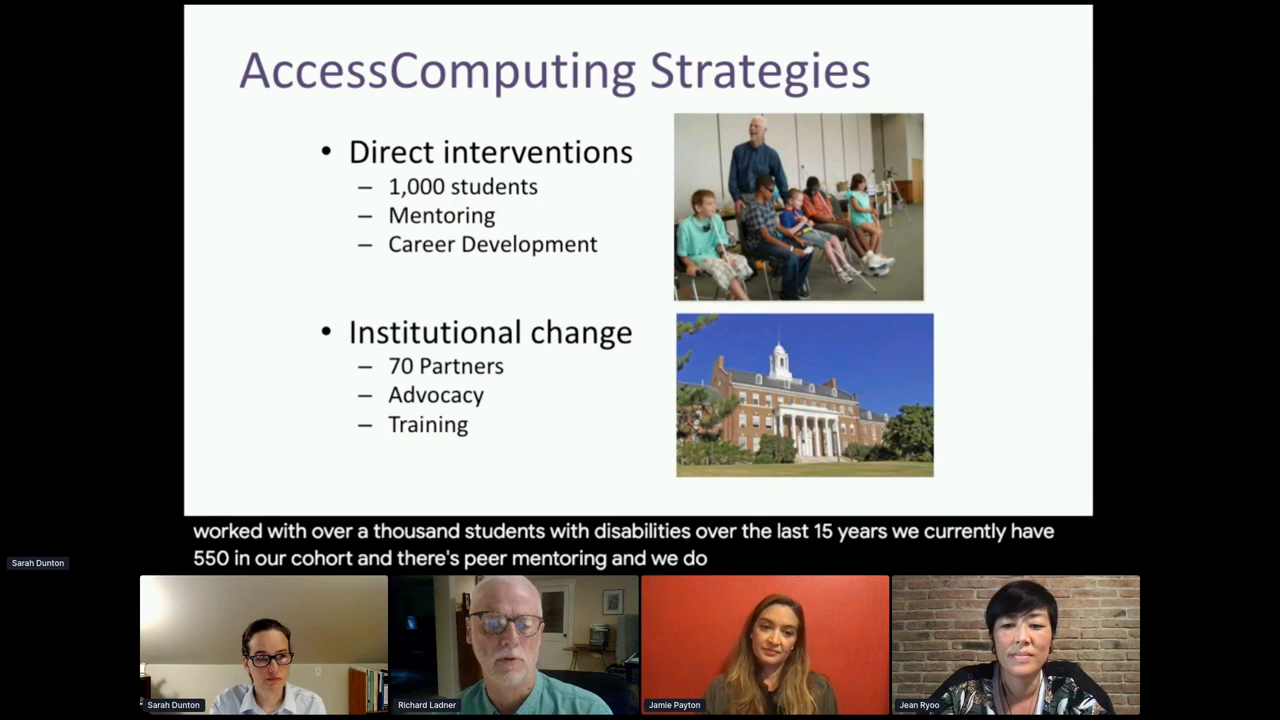 AccessComputing Strategies
• Direct interventions
– 1,000 students
– Mentoring
– Career Development
• Institutional change
– 70 Partners
– Advocacy
– Training
worked with over a thousand students with disabilities over the last 15 years we currently have
550 in our cohort and there's peer mentoring and we do
Sarah Dunton
Sarah Dunton
Richard Ladner
Jamie Payton
Jean Ryoo